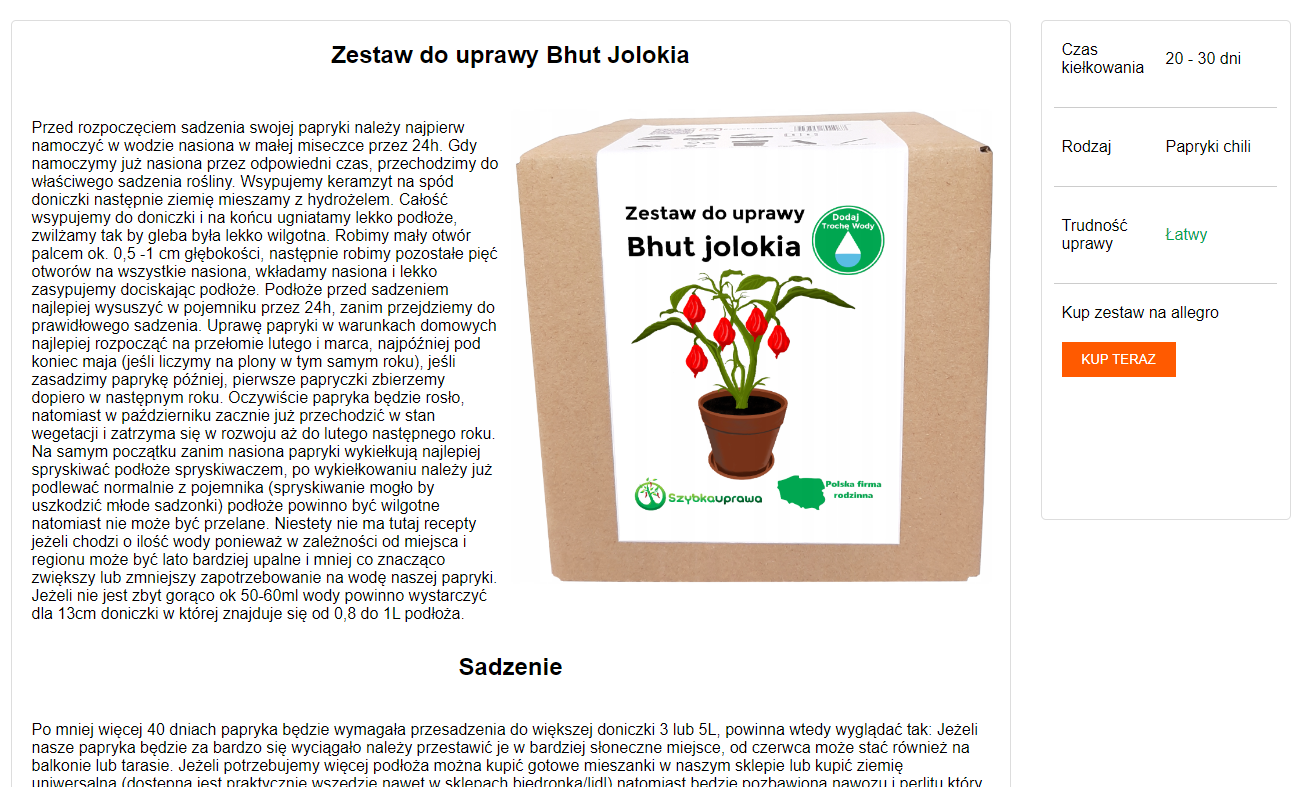 Zestaw do uprawy Bhut Jolokia
Przed rozpoczęciem sadzenia swojej papryki należy najpierw
namoczyć w wodzie nasiona w małej miseczce przez 24h. Gdy
namoczymy już nasiona przez odpowiedni czas, przechodzimy do
właściwego sadzenia rośliny. Wsypujemy keramzyt na spód
doniczki następnie ziemię mieszamy z hydrożelem. Całość
wsypujemy do doniczki i na końcu ugniatamy lekko podłoże,
zwilżamy tak by gleba była lekko wilgotna. Robimy mały otwór
palcem ok. 0,5 -1 cm głębokości, następnie robimy pozostałe pięć
otworów na wszystkie nasiona, wkładamy nasiona i lekko
zasypujemy dociskając podłoże. Podłoże przed sadzeniem
najlepiej wysuszyć w pojemniku przez 24h, zanim przejdziemy do
prawidłowego sadzenia. Uprawę papryki w warunkach domowych
najlepiej rozpocząć na przełomie lutego i marca, najpóźniej pod
koniec maja (jeśli liczymy na plony w tym samym roku), jeśli
zasadzimy paprykę później, pierwsze papryczki zbierzemy
dopiero w następnym roku. Oczywiście papryka będzie rosło,
natomiast w październiku zacznie już przechodzić w stan
wegetacji i zatrzyma się w rozwoju aż do lutego następnego roku.
Na samym początku zanim nasiona papryki wykiełkują najlepiej
spryskiwać podłoże spryskiwaczem, po wykiełkowaniu należy już
podlewać normalnie z pojemnika (spryskiwanie mogło by
uszkodzić młode sadzonki) podłoże powinno być wilgotne
natomiast nie może być przelane. Niestety nie ma tutaj recepty
jeżeli chodzi o ilość wody ponieważ w zależności od miejsca i
regionu może być lato bardziej upalne i mniej co znacząco
zwiększy lub zmniejszy zapotrzebowanie na wodę naszej papryki.
Jeżeli nie jest zbyt gorąco ok 50-60ml wody powinno wystarczyć
dla 13cm doniczki w której znajduje się od 0,8 do 1L podłoża.
Zestaw do uprawy
Bhut jolokia
Dodaj
Trochę Wody
Szybkauprawa
Polska firma
rodzinna
Sadzenie
Po mniej więcej 40 dniach papryka będzie wymagała przesadzenia do większej doniczki 3 lub 5L, powinna wtedy wyglądać tak: Jeżeli
nasze papryka będzie za bardzo się wyciągało należy przestawić je w bardziej słoneczne miejsce, od czerwca może stać również na
balkonie lub tarasie. Jeżeli potrzebujemy więcej podłoża można kupić gotowe mieszanki w naszym sklepie lub kupić ziemię
uniwersalną (dostępna jest praktycznie wszędzie nawet w sklepach biedronka/lidl) natomiast będzie pozbawiona nawozu i perlitu który
Czas
kiełkowania
20 - 30 dni
Rodzaj
Papryki chili
Trudność
uprawy
Łatwy
Kup zestaw na allegro
KUP TERAZ